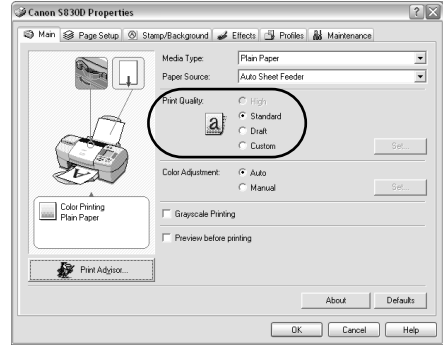 Canon S830D Properties
Main Page Setup Stamp/Background Effects Profiles Maintenance
Media Type: Plain Paper
Paper Source: Auto Sheet Feeder
Print Quality: High
Standard
Draft
Custom Set...
Color Adjustment: Auto
Manual Set...
Color Printing
Plain Paper
Grayscale Printing
Preview before printing
Print Advisor...
About Defaults
OK Cancel Help